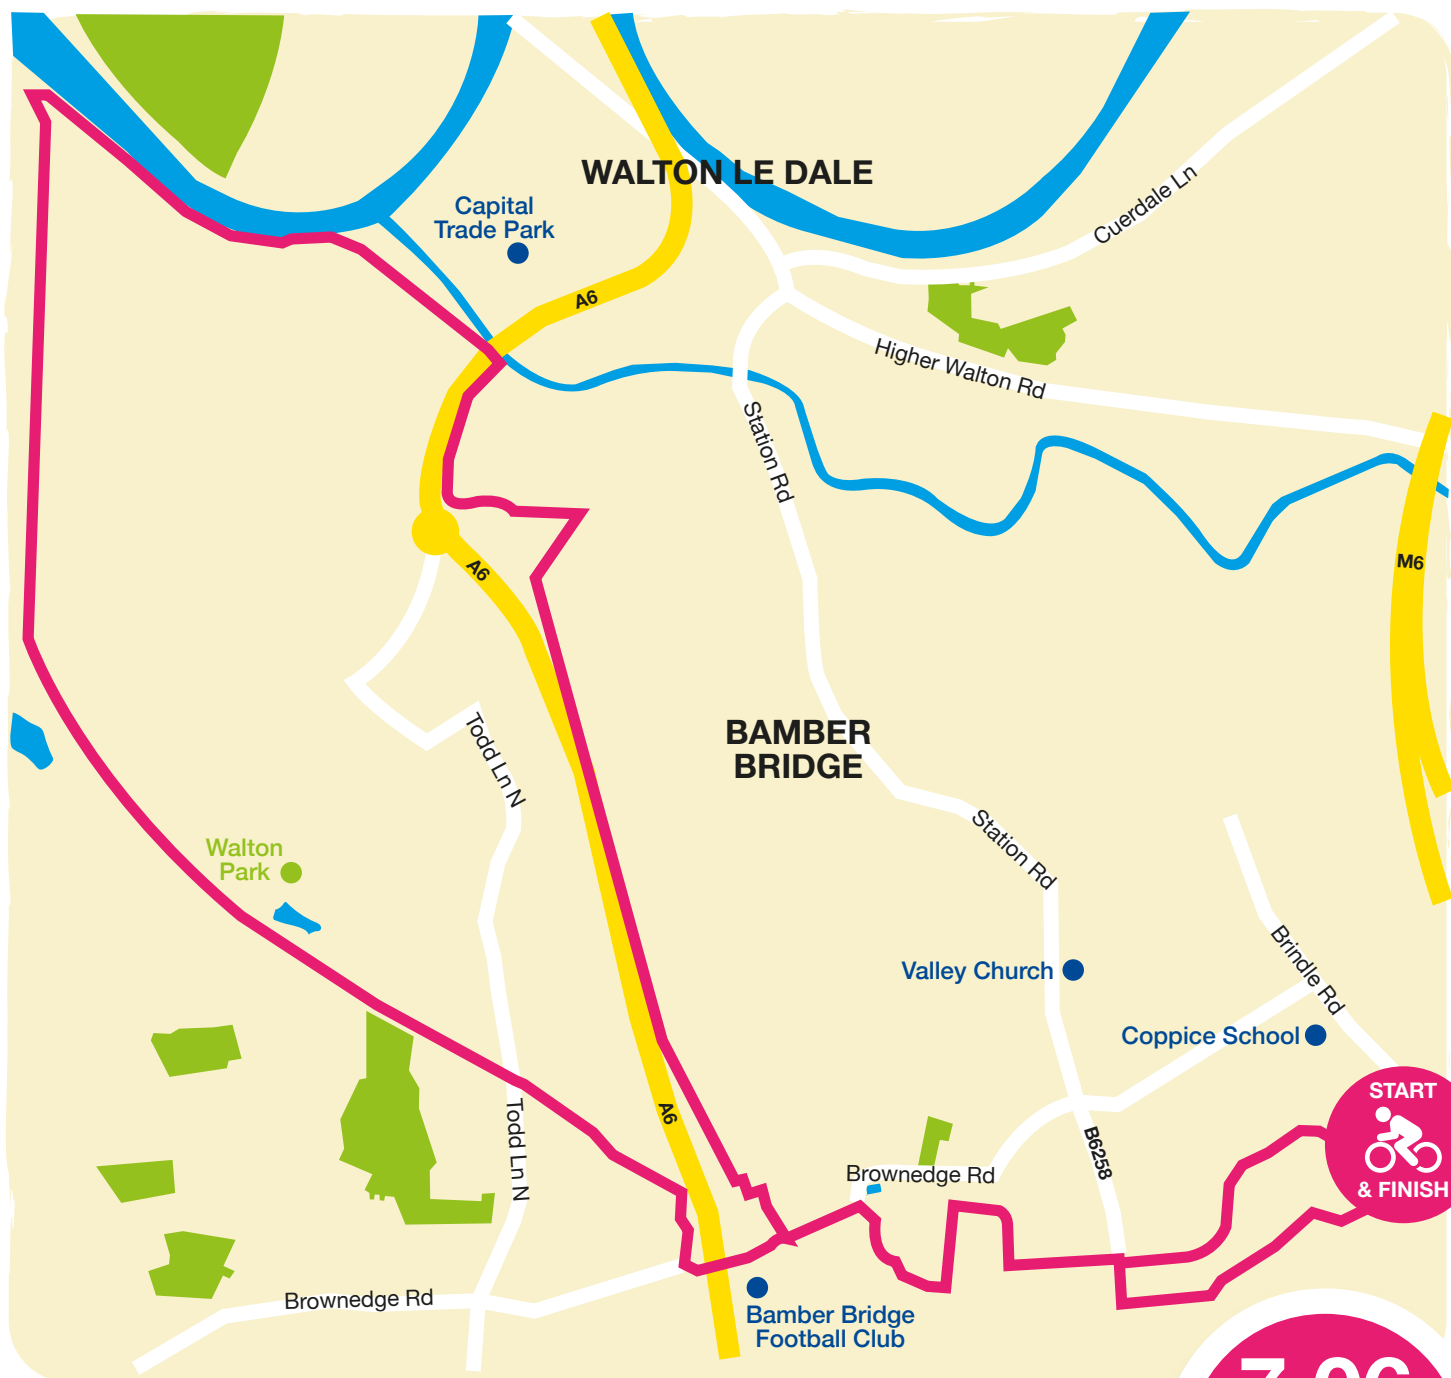 WALTON LE DALE
Capital
Trade Park
Cuerdale Ln
A6
Higher Walton Rd
Station Rd
M6
A6
BAMBER
BRIDGE
Todd Ln N
Station Rd
Walton
Park
Brindle Rd
Valley Church
Coppice School
START
A6
Todd Ln N
B6258
Brownedge Rd
& FINISH
Brownedge Rd
Bamber Bridge
Football Club